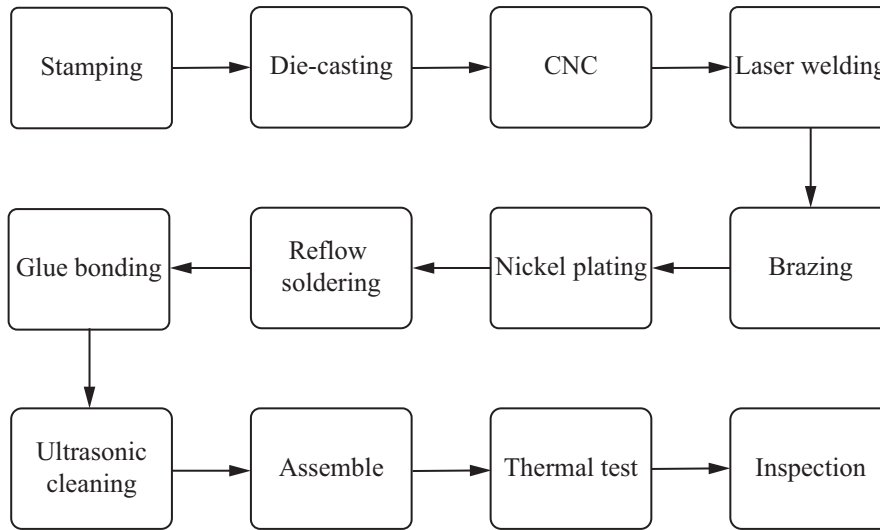 Stamping
Die-casting
CNC
Laser welding
Brazing
Nickel plating
Reflow
soldering
Glue bonding
Ultrasonic
cleaning
Assemble
Thermal test
Inspection